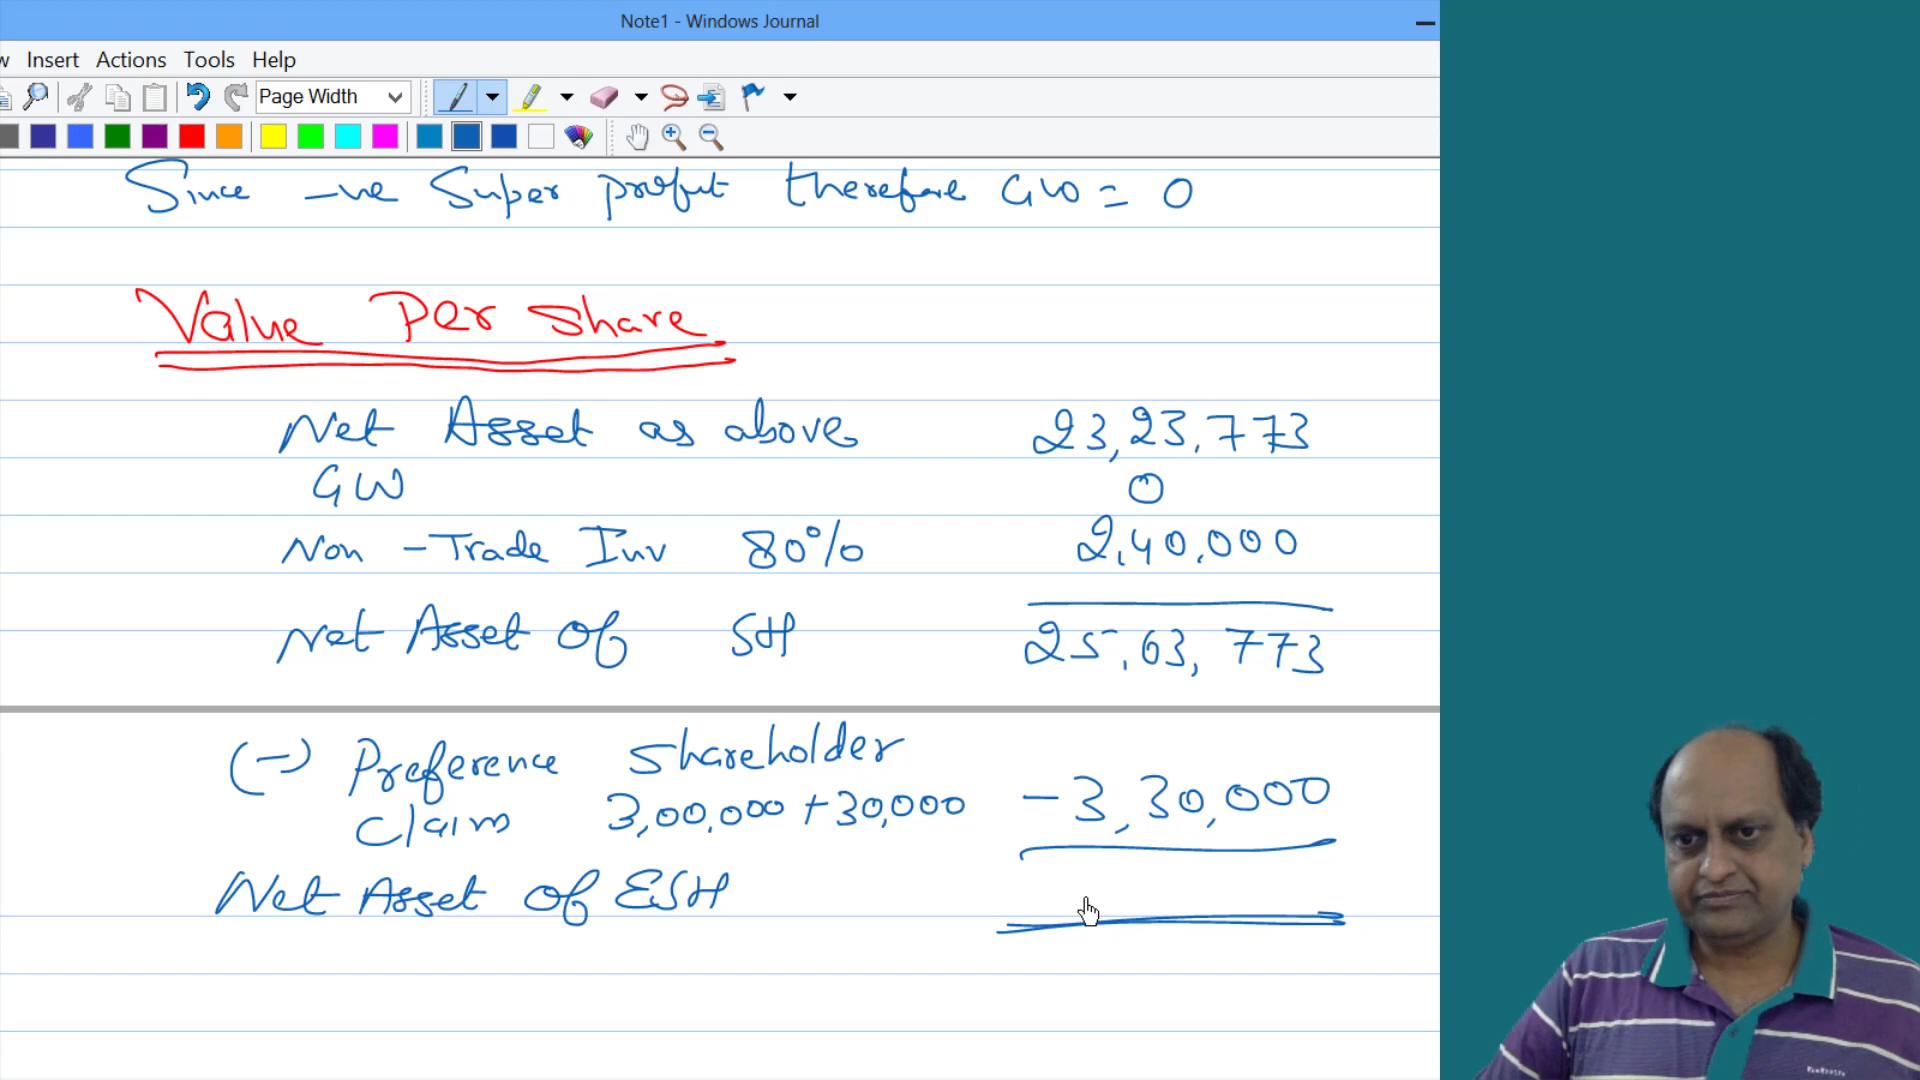 Note1 - Windows Journal
Insert Actions Tools Help
Page Width
Since -ve Super profit therefore GW = 0
Value Per Share
Net Asset as above 23,23,773
GW 0
Non - Trade Inv 80% 2,40,000
Net Asset Of SH 25,63,773
(-) Preference Shareholder
Claim 3,00,000 + 30,000 - 3,30,000
Net Asset Of ESH